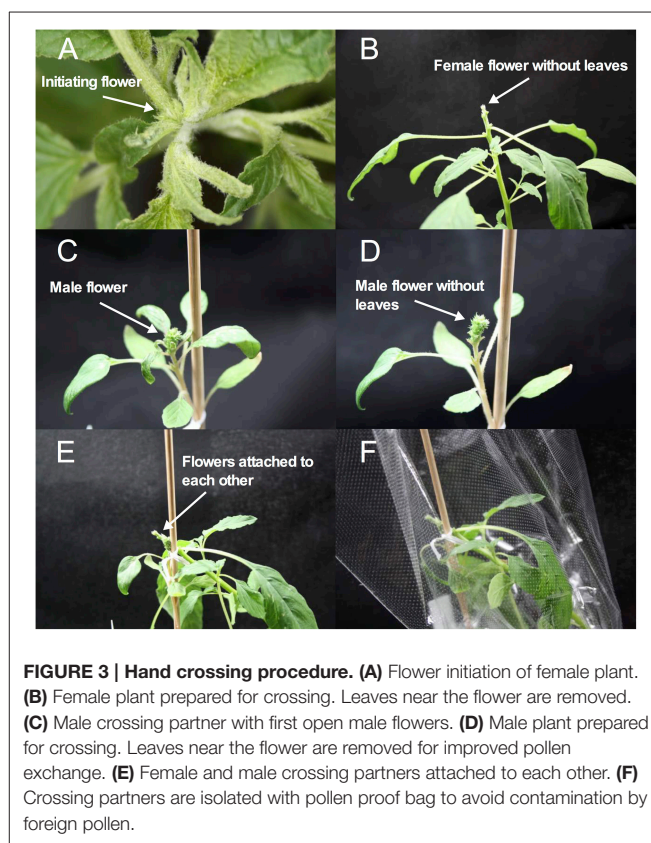 A
Initiating flower
B
Female flower without leaves
C
Male flower
D
Male flower without
leaves
E
Flowers attached to
each other
F
FIGURE 3 | Hand crossing procedure. (A) Flower initiation of female plant.
(B) Female plant prepared for crossing. Leaves near the flower are removed.
(C) Male crossing partner with first open male flowers. (D) Male plant prepared
for crossing. Leaves near the flower are removed for improved pollen
exchange. (E) Female and male crossing partners attached to each other. (F)
Crossing partners are isolated with pollen proof bag to avoid contamination by
foreign pollen.